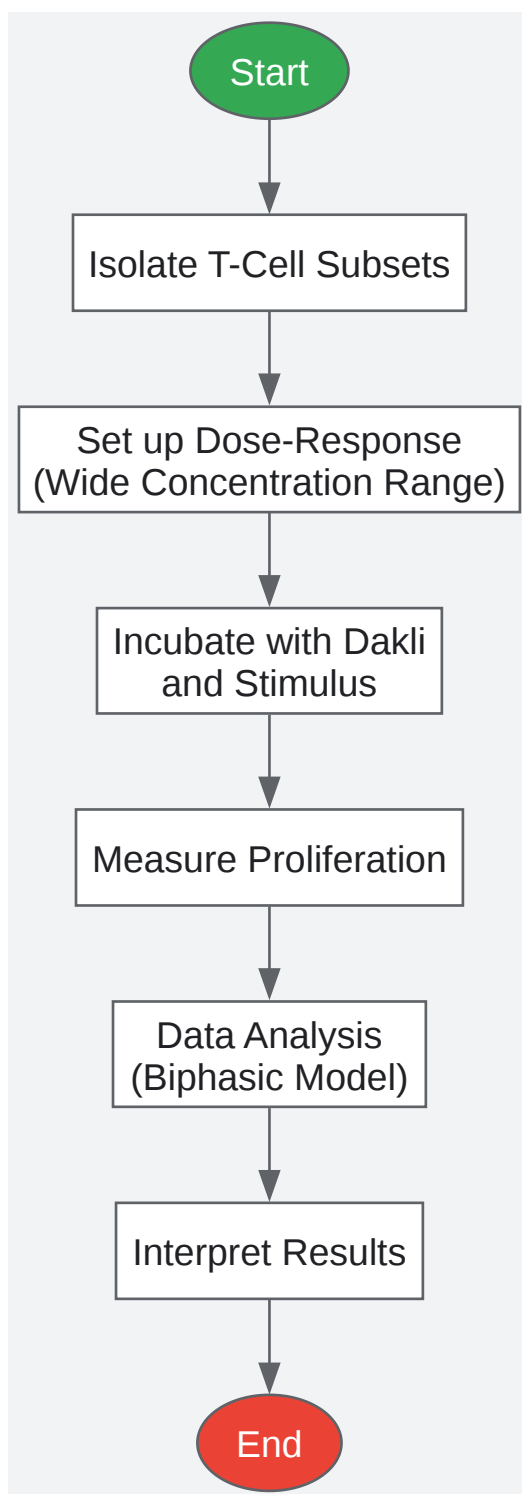 Start
Isolate T-Cell Subsets
Set up Dose-Response
(Wide Concentration Range)
Incubate with Dakli
and Stimulus
Measure Proliferation
Data Analysis
(Biphasic Model)
Interpret Results
End